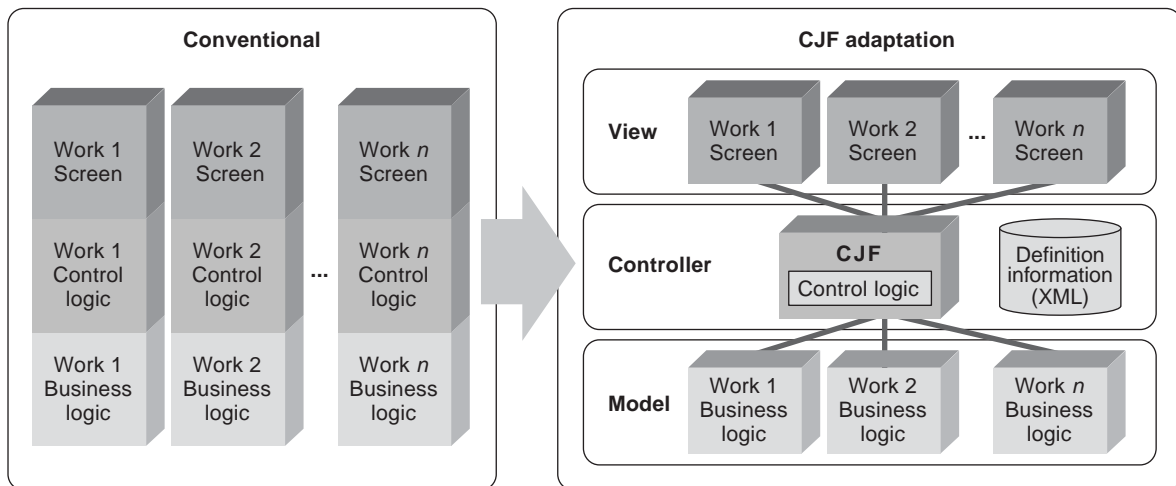 Conventional
Work 1
Screen
Work 2
Screen
Work n
Screen
Work 1
Control
logic
Work 2
Control
logic
...
Work n
Control
logic
Work 1
Business
logic
Work 2
Business
logic
Work n
Business
logic
CJF adaptation
View
Work 1
Screen
Work 2
Screen
...
Work n
Screen
Controller
CJF
Control logic
Definition
information
(XML)
Model
Work 1
Business
logic
Work 2
Business
logic
Work n
Business
logic